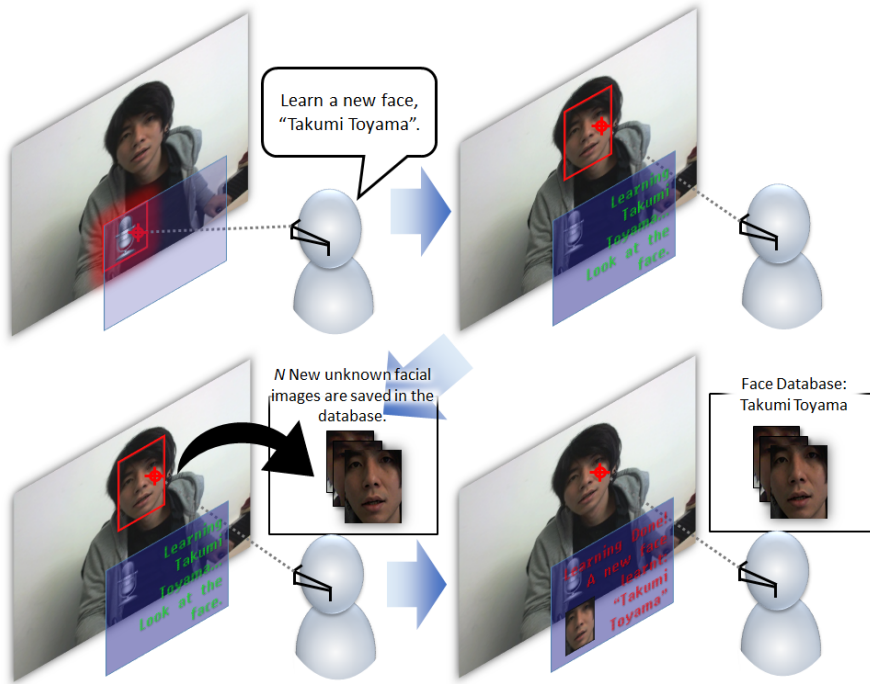 Learn a new face,
“Takumi Toyama”.
Learning
Takumi
Toyama...
Look at the
face.
N New unknown facial
images are saved in the
database.
Learning
Takumi
Toyama...
Look at the
face.
Face Database:
Takumi Toyama
Learning Done!
A new face
learnt.
“Takumi
Toyama”